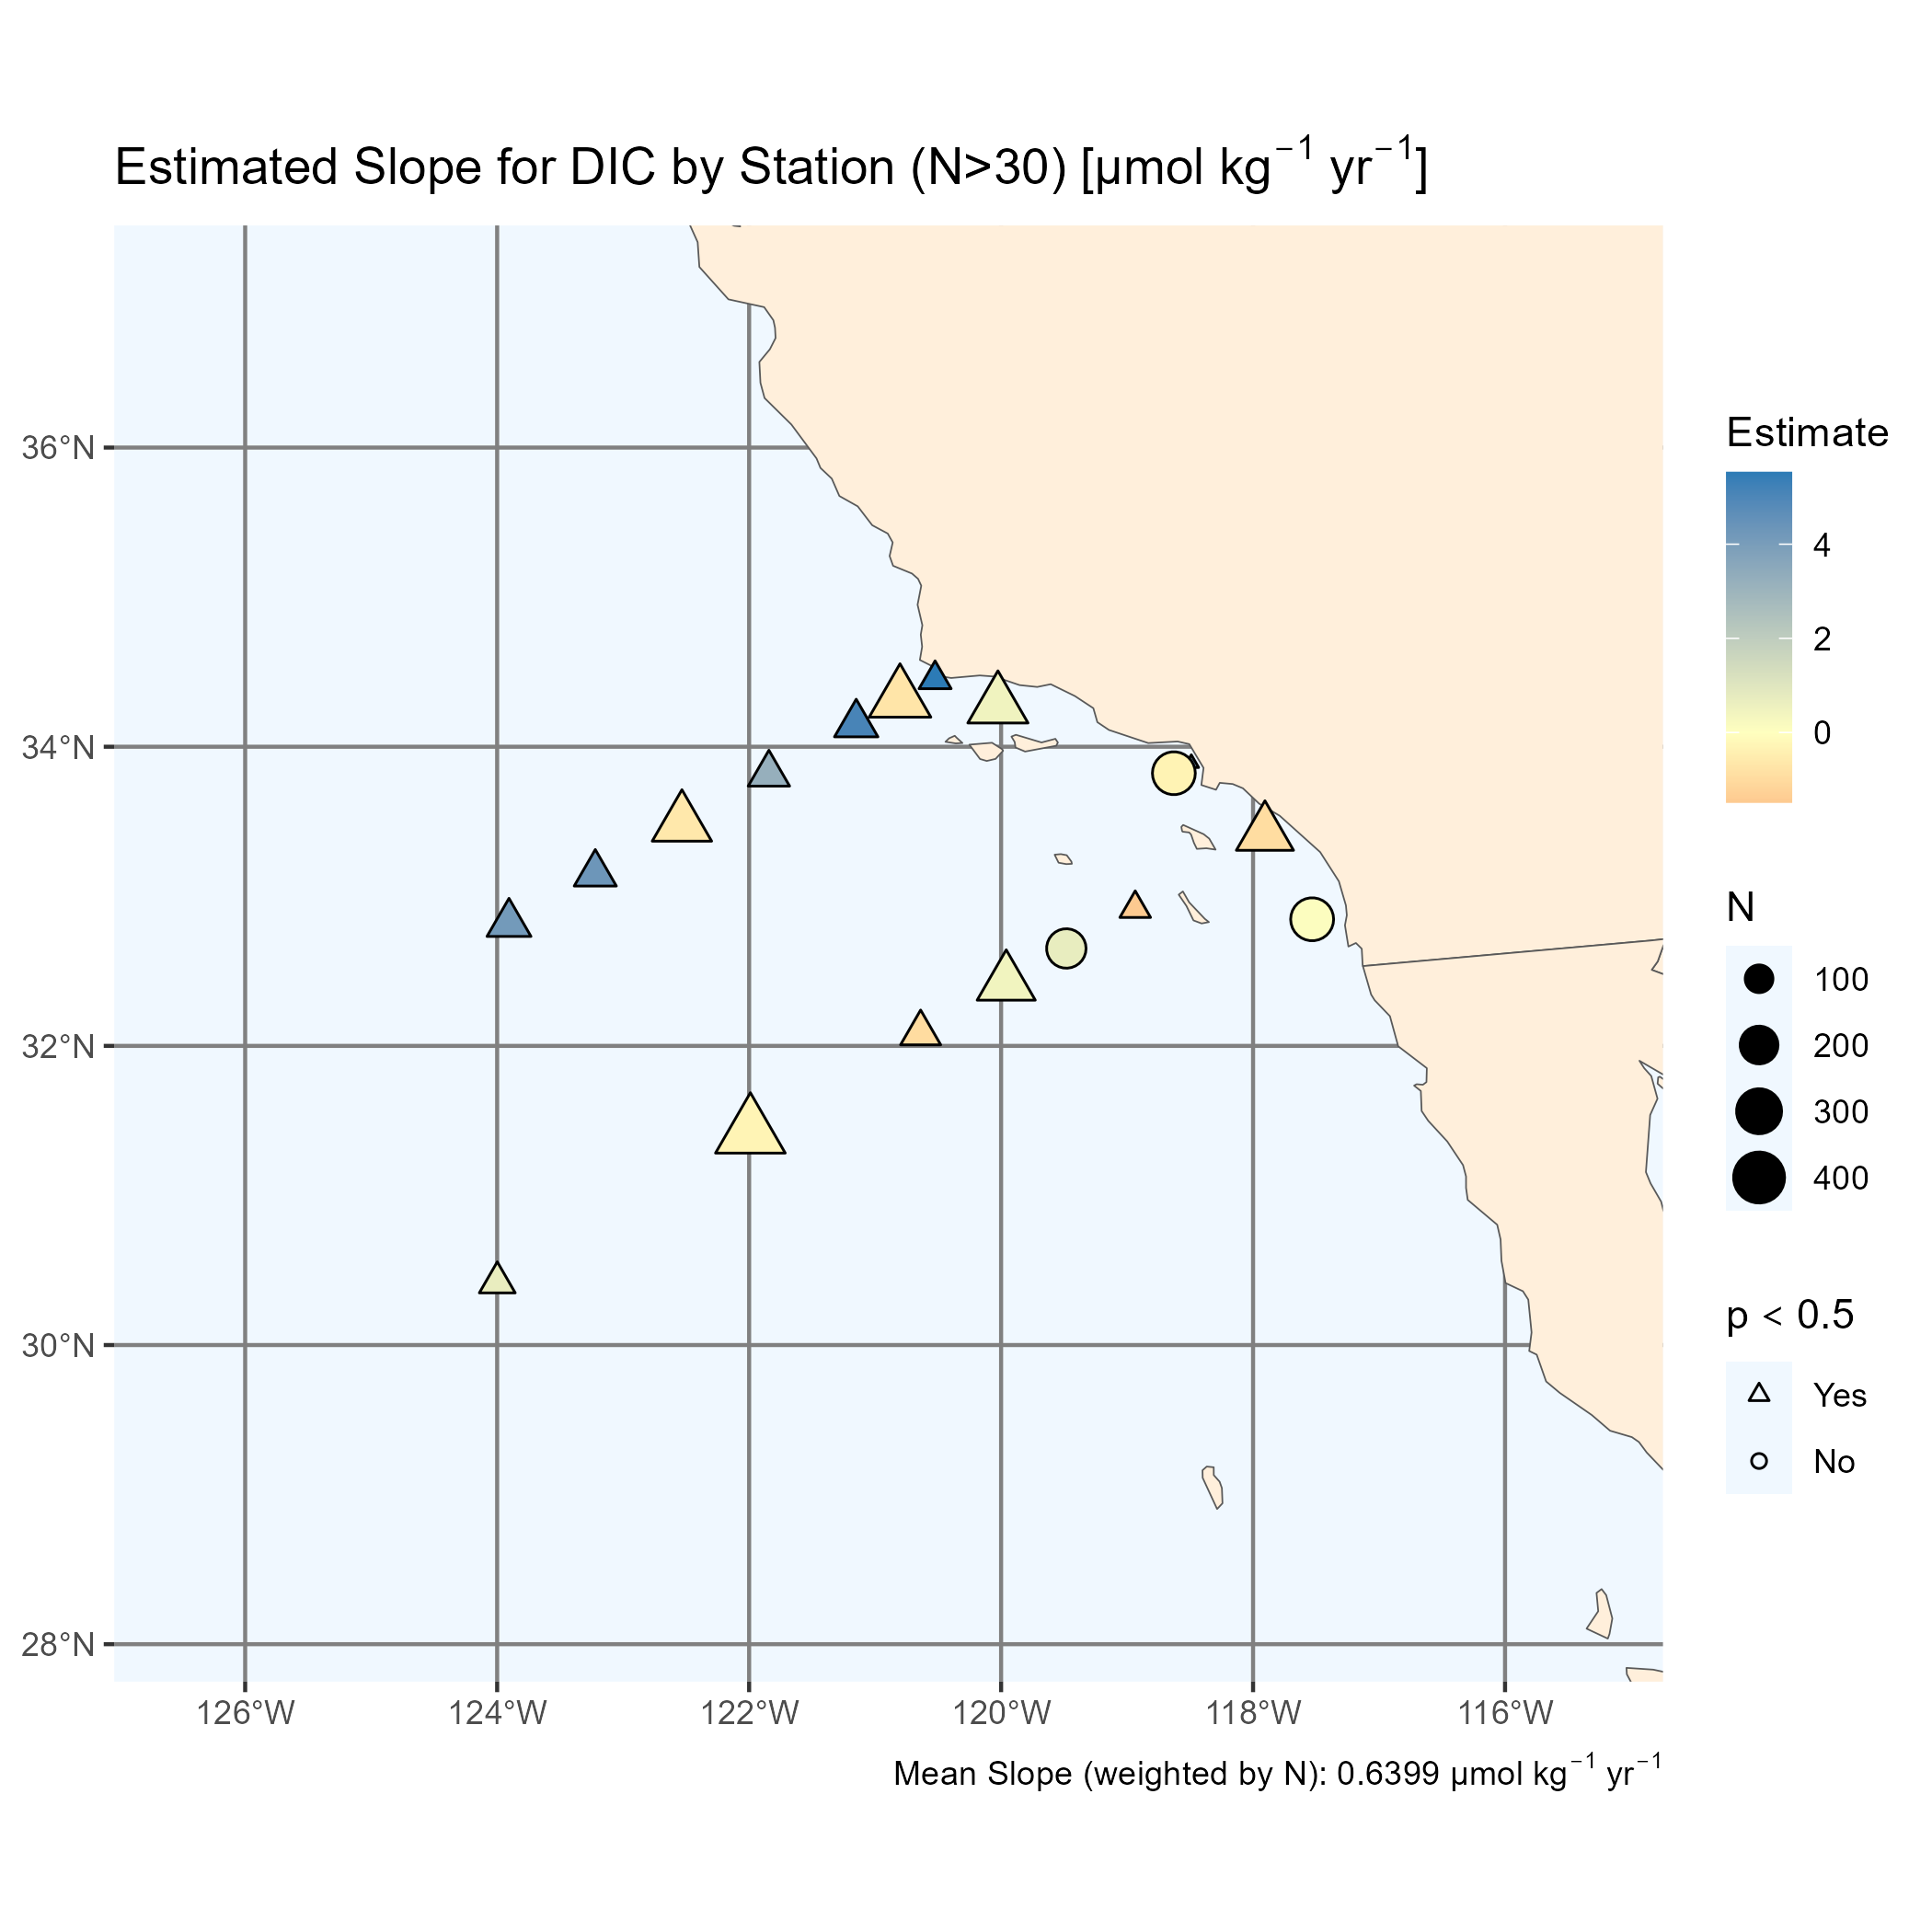 Estimated Slope for DIC by Station (N>30) [μmol kg⁻¹ yr⁻¹]
36°N
34°N
32°N
30°N
28°N
126°W
124°W
122°W
120°W
118°W
116°W
Estimate
4
2
0
N
100
200
300
400
p < 0.5
Yes
No
Mean Slope (weighted by N): 0.6399 μmol kg⁻¹ yr⁻¹